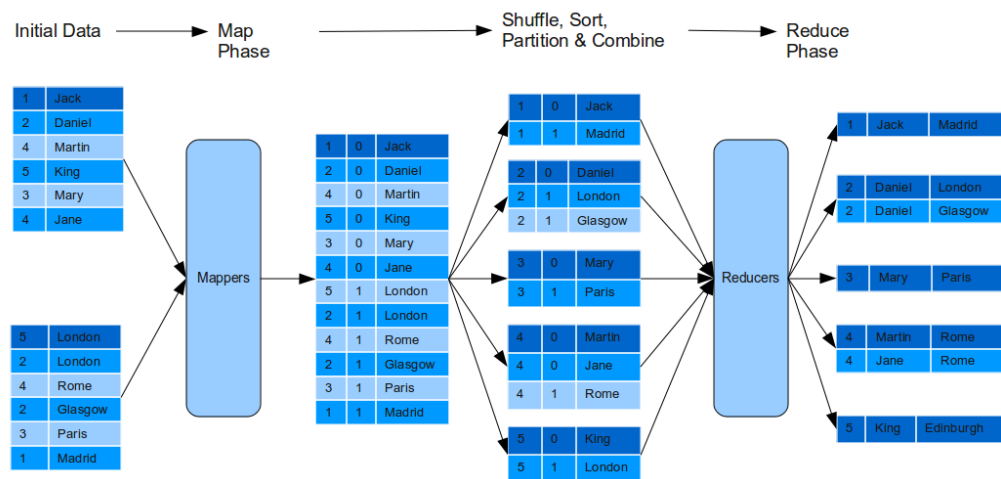 Initial Data
Map
Phase
Shuffle, Sort,
Partition & Combine
Reduce
Phase
1 Jack
2 Daniel
4 Martin
5 King
3 Mary
4 Jane
5 London
2 London
4 Rome
2 Glasgow
3 Paris
1 Madrid
Mappers
1 0 Jack
2 0 Daniel
4 0 Martin
5 0 King
3 0 Mary
4 0 Jane
5 1 London
2 1 London
4 1 Rome
2 1 Glasgow
3 1 Paris
1 1 Madrid
1 0 Jack
1 1 Madrid
2 0 Daniel
2 1 London
2 1 Glasgow
3 0 Mary
3 1 Paris
4 0 Martin
4 0 Jane
4 1 Rome
5 0 King
5 1 London
Reducers
1 Jack Madrid
2 Daniel London
2 Daniel Glasgow
3 Mary Paris
4 Martin Rome
4 Jane Rome
5 King Edinburgh